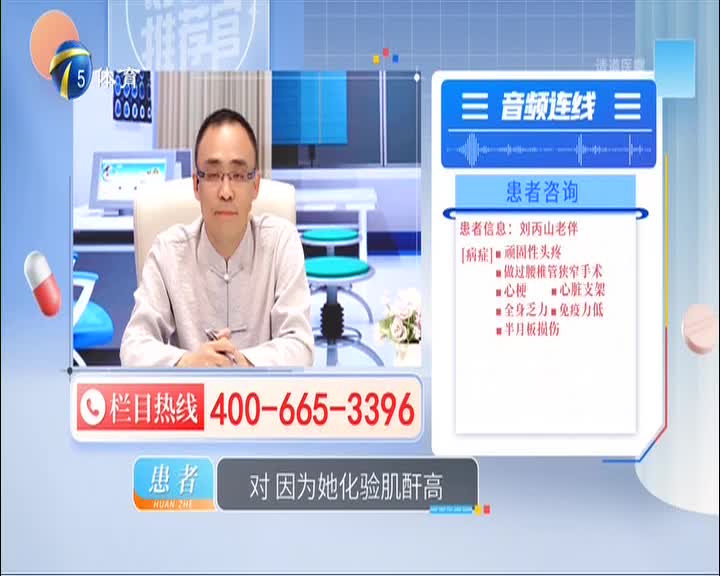 推荐官
5 体育
请遵医嘱
音频连线
患者咨询
患者信息：刘丙山老伴
[病症] ■ 顽固性头疼
■ 做过腰椎管狭窄手术
■ 心梗 ■ 心脏支架
■ 全身乏力 ■ 免疫力低
■ 半月板损伤
栏目热线 400-665-3396
患者
HUAN ZHE
对 因为她化验肌酐高